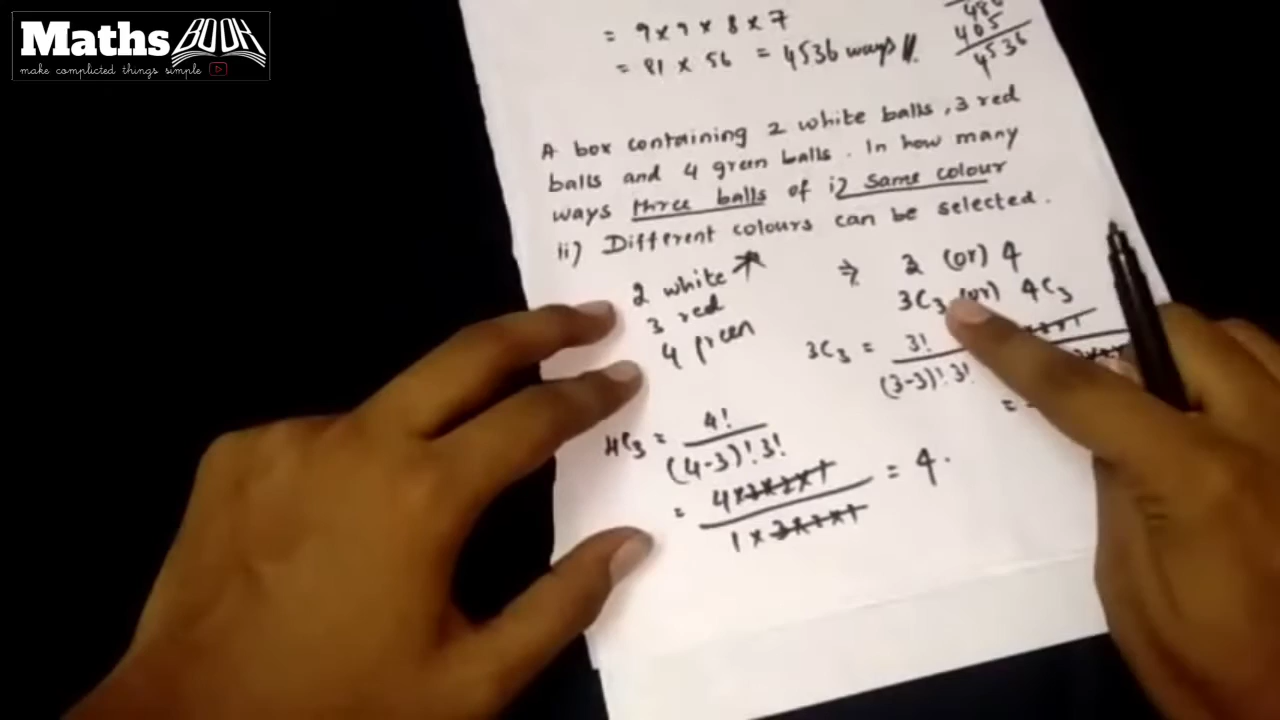 Maths BOOK
make complicted things simple
= 9 x 9 x 8 x 7
= 81 x 56 = 4536 ways //.
486
405
4536
A box containing 2 white balls, 3 red
balls and 4 green balls. In how many
ways three balls of i) Same colour
ii) Different colours can be selected.
2 white
3 red
4 green
⇒ 3 (or) 4
3C3 (or) 4C3
3C3 = 3!
(3-3)! 3!
=
4C3 = 4!
(4-3)! 3!
= 4x3x2x1 = 4.
1 x 3x2x1